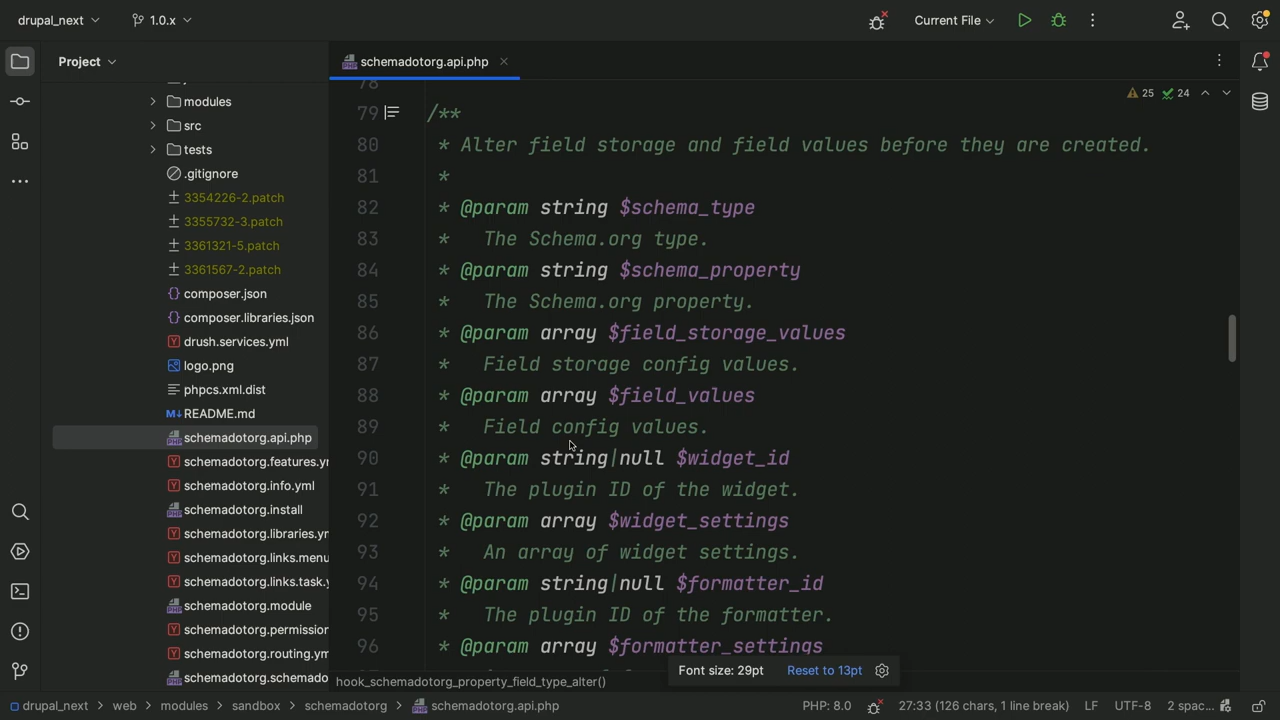 drupal_next
1.0.x
Current File
Project
schemadotorg.api.php
modules
src
tests
.gitignore
3354226-2.patch
3355732-3.patch
3361321-5.patch
3361567-2.patch
composer.json
composer.libraries.json
drush.services.yml
logo.png
phpcs.xml.dist
README.md
schemadotorg.api.php
schemadotorg.features.yr
schemadotorg.info.yml
schemadotorg.install
schemadotorg.libraries.yr
schemadotorg.links.menu
schemadotorg.links.task.y
schemadotorg.module
schemadotorg.permission
schemadotorg.routing.ym
schemadotorg.schemado
25 24
78
79 /**
80 * Alter field storage and field values before they are created.
81 *
82 * @param string $schema_type
83 * The Schema.org type.
84 * @param string $schema_property
85 * The Schema.org property.
86 * @param array $field_storage_values
87 * Field storage config values.
88 * @param array $field_values
89 * Field config values.
90 * @param string|null $widget_id
91 * The plugin ID of the widget.
92 * @param array $widget_settings
93 * An array of widget settings.
94 * @param string|null $formatter_id
95 * The plugin ID of the formatter.
96 * @param array $formatter_settings
Font size: 29pt Reset to 13pt
hook_schemadotorg_property_field_type_alter()
drupal_next > web > modules > sandbox > schemadotorg > schemadotorg.api.php
PHP: 8.0 27:33 (126 chars, 1 line break) LF UTF-8 2 spac...